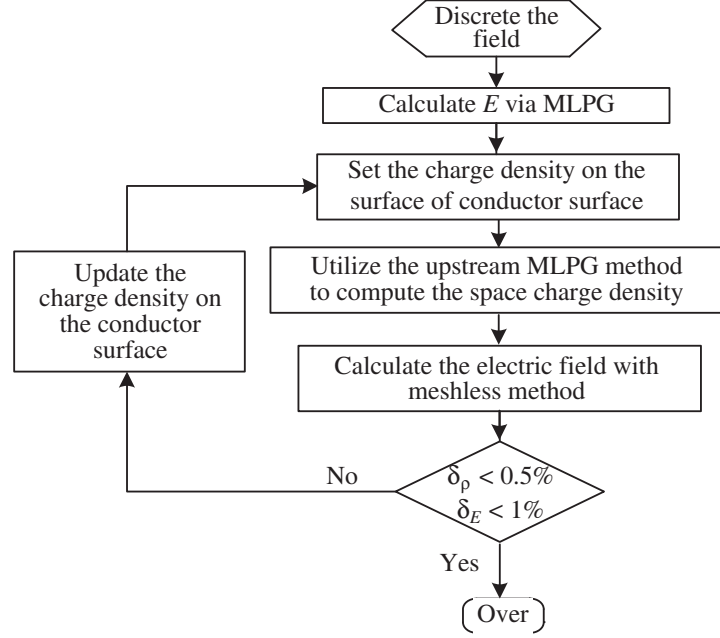 Discrete the
field
Calculate E via MLPG
Set the charge density on the
surface of conductor surface
Utilize the upstream MLPG method
to compute the space charge density
Update the
charge density on
the conductor
surface
Calculate the electric field with
meshless method
No
δρ < 0.5%
δE < 1%
Yes
Over